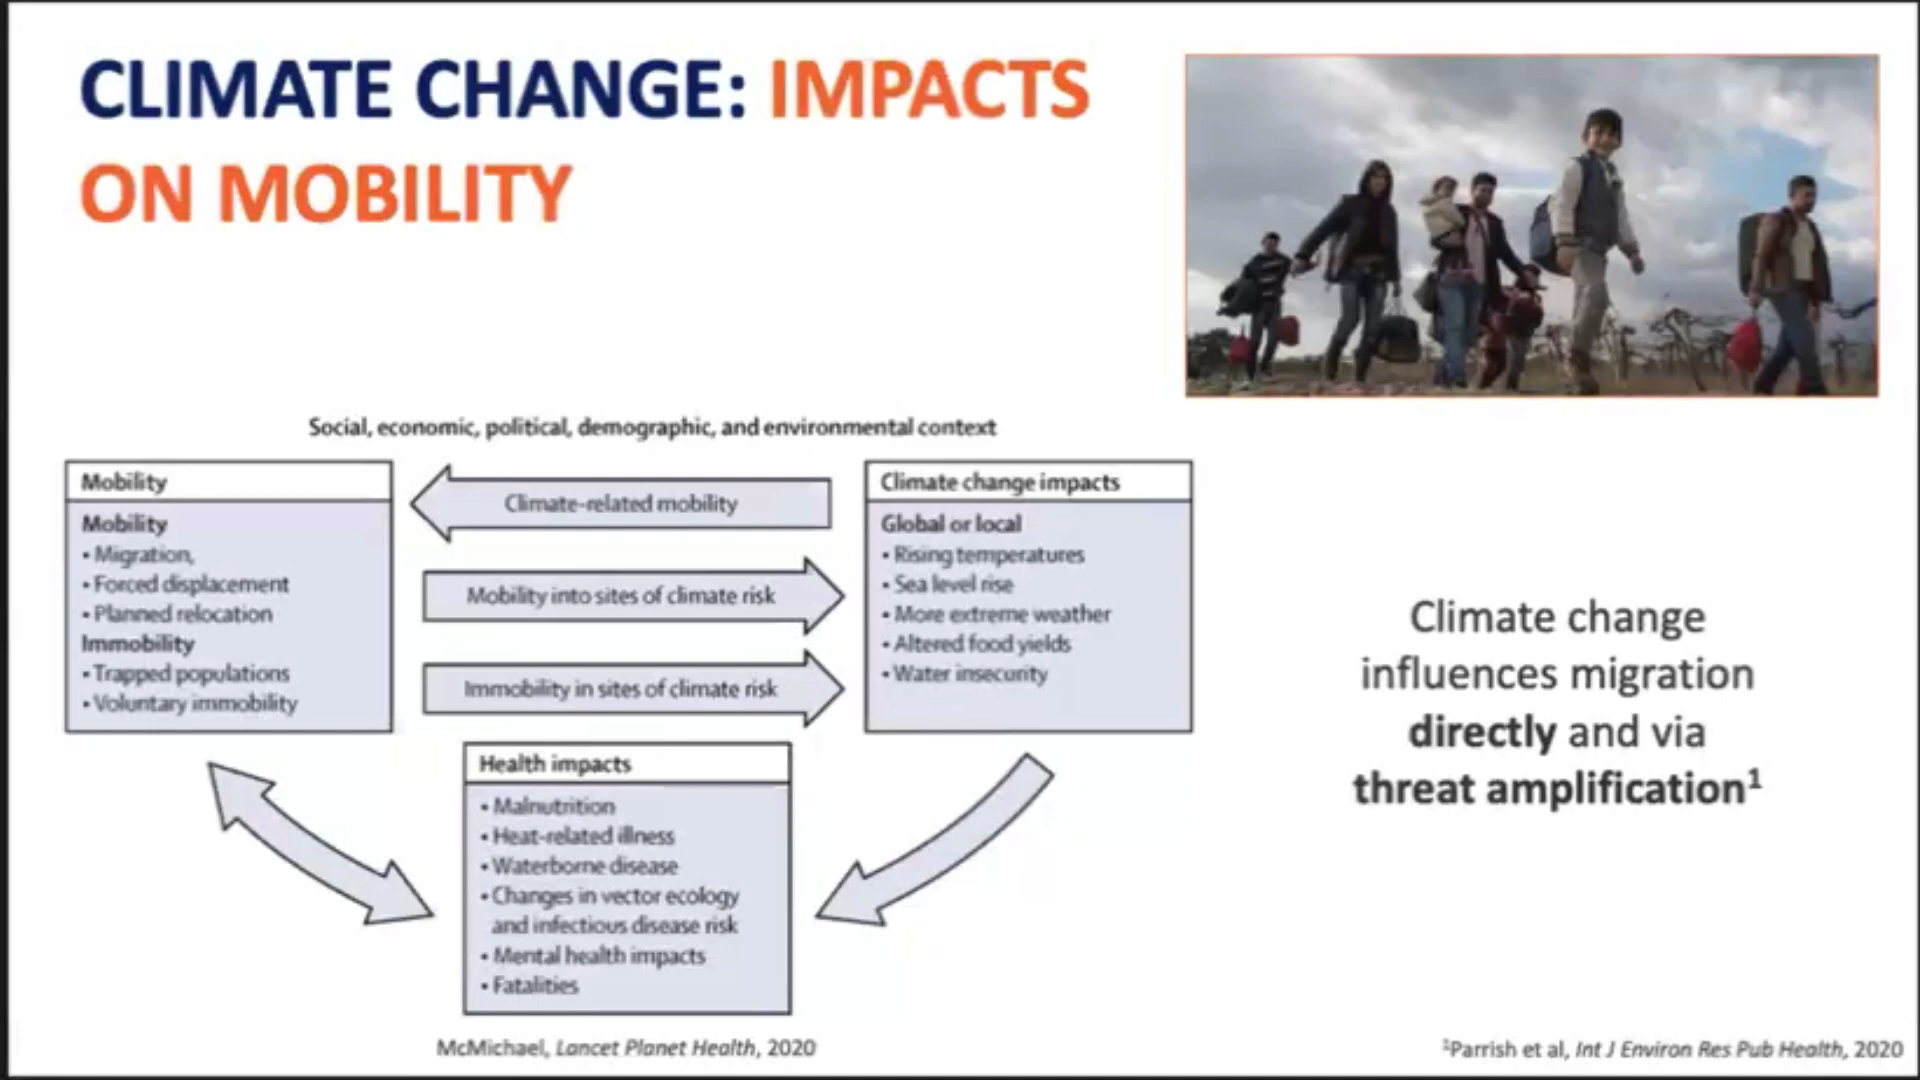 CLIMATE CHANGE: IMPACTS
ON MOBILITY
Social, economic, political, demographic, and environmental context
Mobility
Mobility
• Migration,
• Forced displacement
• Planned relocation
Immobility
• Trapped populations
• Voluntary immobility
Climate-related mobility
Mobility into sites of climate risk
Immobility in sites of climate risk
Climate change impacts
Global or local
• Rising temperatures
• Sea level rise
• More extreme weather
• Altered food yields
• Water insecurity
Health impacts
• Malnutrition
• Heat-related illness
• Waterborne disease
• Changes in vector ecology
and infectious disease risk
• Mental health impacts
• Fatalities
McMichael, Lancet Planet Health, 2020
Climate change
influences migration
directly and via
threat amplification¹
¹Parrish et al, Int J Environ Res Pub Health, 2020